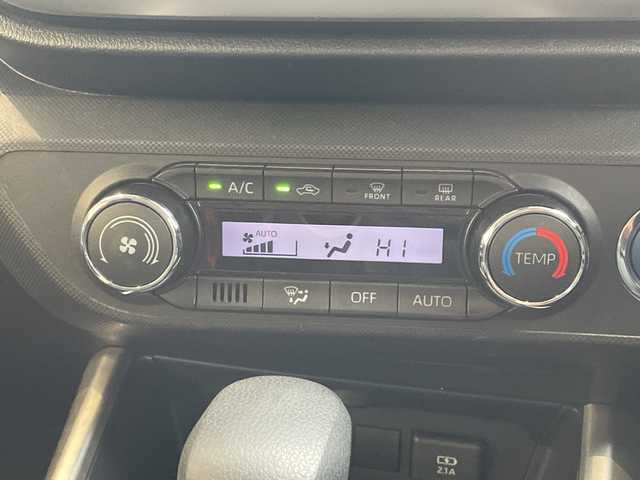 A/C FRONT REAR
AUTO HI
TEMP
OFF AUTO
2.1A